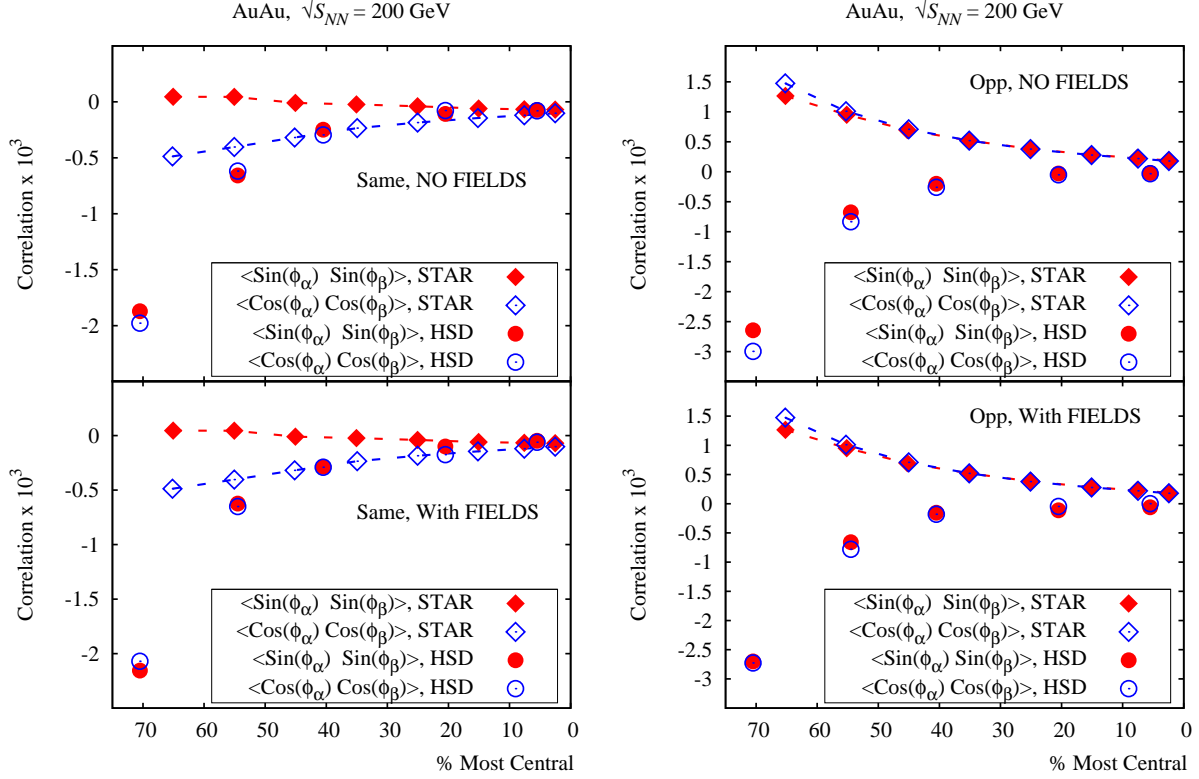 AuAu, √S_NN = 200 GeV
0
-0.5
-1
-1.5
-2
Correlation x 10³
Same, NO FIELDS
<Sin(ϕα) Sin(ϕβ)>, STAR
<Cos(ϕα) Cos(ϕβ)>, STAR
<Sin(ϕα) Sin(ϕβ)>, HSD
<Cos(ϕα) Cos(ϕβ)>, HSD
0
-0.5
-1
-1.5
-2
Correlation x 10³
Same, With FIELDS
<Sin(ϕα) Sin(ϕβ)>, STAR
<Cos(ϕα) Cos(ϕβ)>, STAR
<Sin(ϕα) Sin(ϕβ)>, HSD
<Cos(ϕα) Cos(ϕβ)>, HSD
70 60 50 40 30 20 10 0
% Most Central
AuAu, √S_NN = 200 GeV
1.5
1
0.5
0
-0.5
-1
-1.5
-2
-2.5
-3
Correlation x 10³
Opp, NO FIELDS
<Sin(ϕα) Sin(ϕβ)>, STAR
<Cos(ϕα) Cos(ϕβ)>, STAR
<Sin(ϕα) Sin(ϕβ)>, HSD
<Cos(ϕα) Cos(ϕβ)>, HSD
1.5
1
0.5
0
-0.5
-1
-1.5
-2
-2.5
-3
Correlation x 10³
Opp, With FIELDS
<Sin(ϕα) Sin(ϕβ)>, STAR
<Cos(ϕα) Cos(ϕβ)>, STAR
<Sin(ϕα) Sin(ϕβ)>, HSD
<Cos(ϕα) Cos(ϕβ)>, HSD
70 60 50 40 30 20 10 0
% Most Central